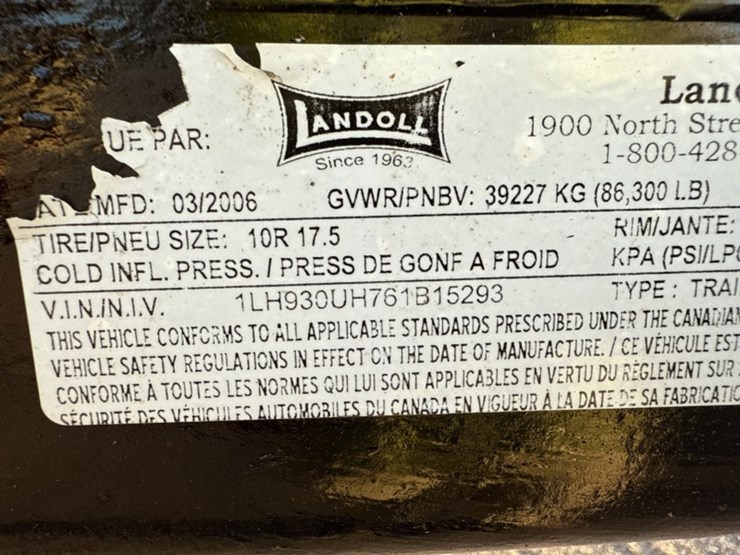 LANDOLL
Since 1963
1900 North Stre
1-800-428
UE PAR:
MFD: 03/2006 GVWR/PNBV: 39227 KG (86,300 LB)
TIRE/PNEU SIZE: 10R 17.5 RIM/JANTE:
COLD INFL. PRESS. / PRESS DE GONF A FROID KPA (PSI/LPC
V.I.N./N.I.V. 1LH930UH761B15293 TYPE : TRAI
THIS VEHICLE CONFORMS TO ALL APPLICABLE STANDARDS PRESCRIBED UNDER THE CANADIAN
VEHICLE SAFETY REGULATIONS IN EFFECT ON THE DATE OF MANUFACTURE. / CE VÉHICULE EST
CONFORME À TOUTES LES NORMES QUI LUI SONT APPLICABLES EN VERTU DU RÈGLEMENT SUR
SÉCURITÉ DES VÉHICULES AUTOMOBILES DU CANADA EN VIGUEUR À LA DATE DE SA FABRICATIO